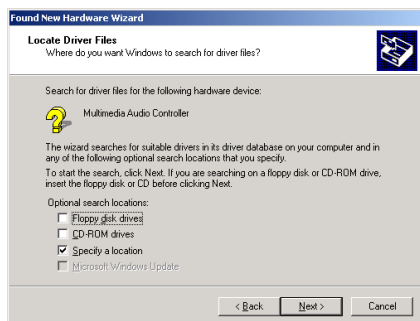 Found New Hardware Wizard
Locate Driver Files
Where do you want Windows to search for driver files?
Search for driver files for the following hardware device:
Multimedia Audio Controller
The wizard searches for suitable drivers in its driver database on your computer and in
any of the following optional search locations that you specify.
To start the search, click Next. If you are searching on a floppy disk or CD-ROM drive,
insert the floppy disk or CD before clicking Next.
Optional search locations:
Floppy disk drives
CD-ROM drives
Specify a location
Microsoft Windows Update
< Back Next > Cancel